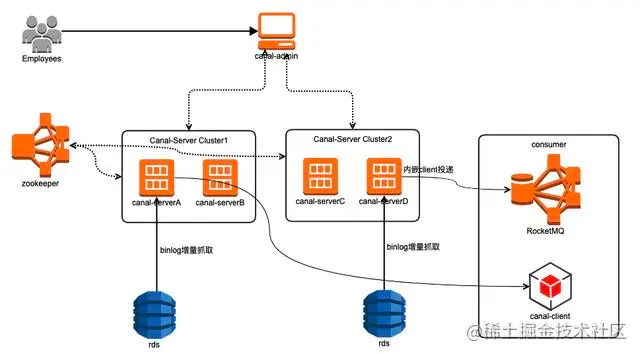 Employees
canal-admin
Canal-Server Cluster1
Canal-Server Cluster2
consumer
zookeeper
canal-serverA
canal-serverB
canal-serverC
canal-serverD
内嵌client投递
RocketMQ
binlog增量抓取
binlog增量抓取
canal-client
rds
rds
@稀土掘金技术社区